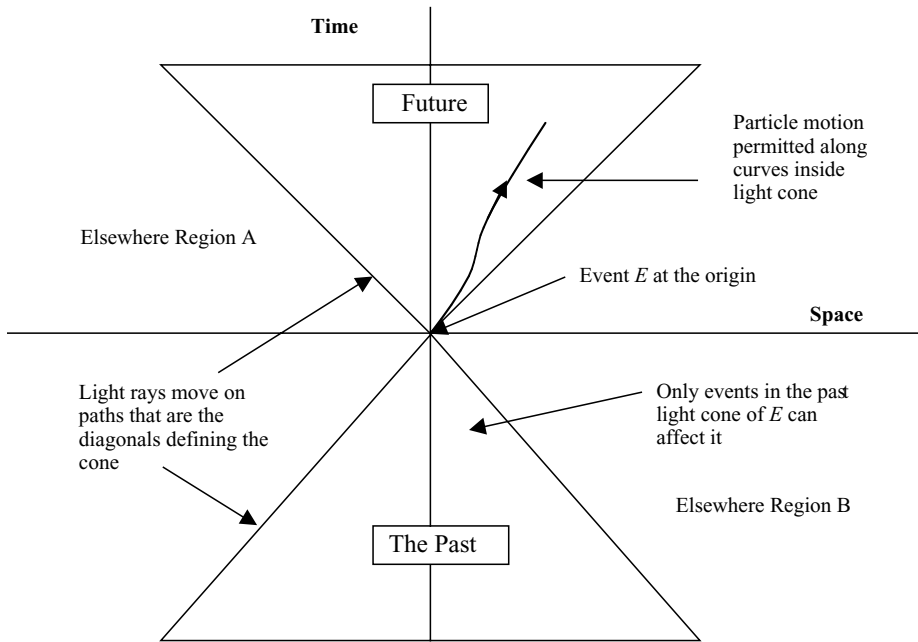 Time
Future
Particle motion
permitted along
curves inside
light cone
Elsewhere Region A
Event E at the origin
Space
Light rays move on
paths that are the
diagonals defining the
cone
Only events in the past
light cone of E can
affect it
Elsewhere Region B
The Past